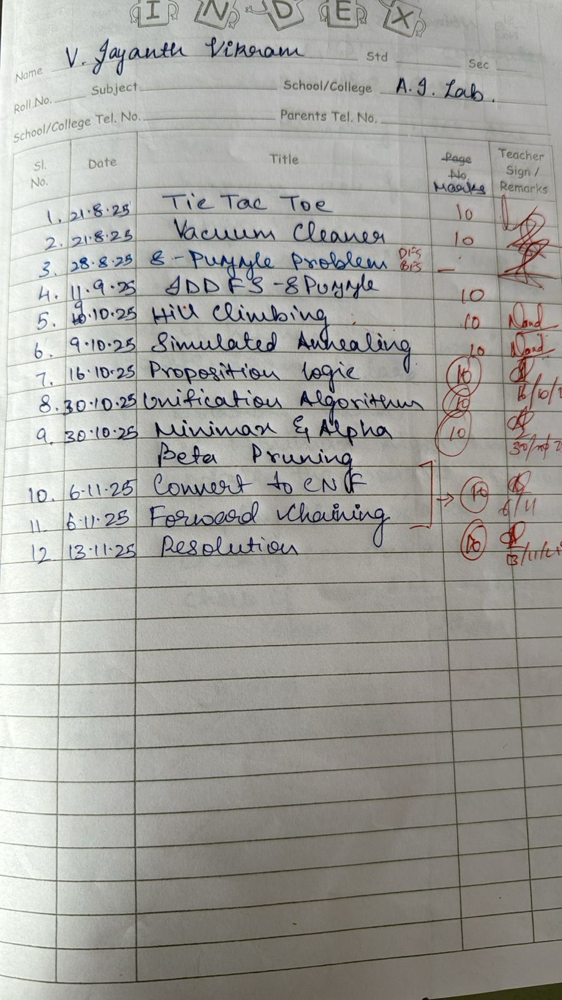 INDEX
Name V. Jayanth Vikram Std Sec
Roll No. Subject School/College A.I. Lab.
School/College Tel. No. Parents Tel. No.
Sl. No. Date Title Page No. Marks Teacher Sign / Remarks
1. 21.8.25 Tic Tac Toe 10
2. 21.8.25 Vacuum Cleaner 10
3. 28.8.25 8-Puzzle Problem DFS BFS -
4. 11.9.25 IDDFS-8Puzzle 10
5. 9.10.25 Hill Climbing 10
6. 9.10.25 Simulated Annealing 10
7. 16.10.25 Proposition Logic 10
8. 30.10.25 Unification Algorithm 10 16/10/2
9. 30.10.25 Minimax & Alpha 10
Beta Pruning
10. 6.11.25 Convert to CNF → 10
11. 6.11.25 Forward Chaining 6/11
12 13.11.25 Resolution 10